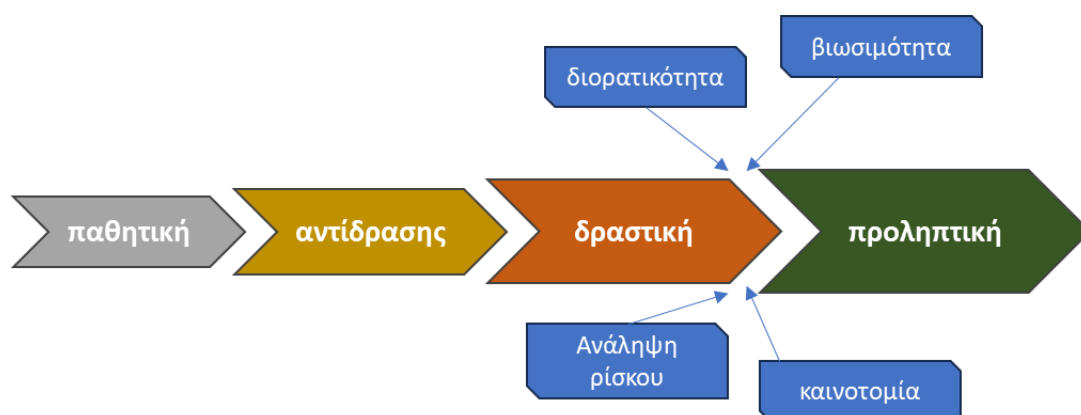 διορατικότητα
βιωσιμότητα
παθητική
αντίδρασης
δραστική
προληπτική
Ανάληψη
ρίσκου
καινοτομία